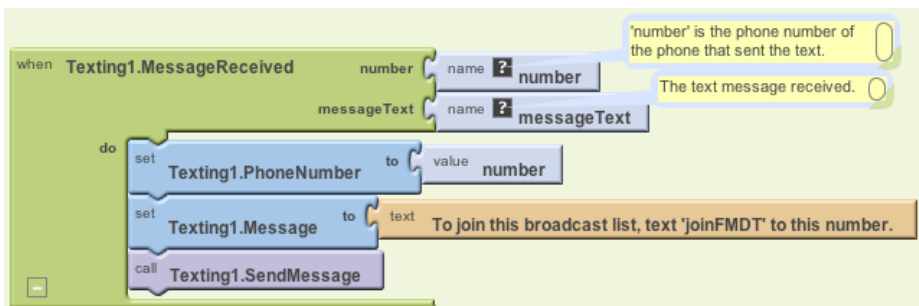 'number' is the phone number of
the phone that sent the text.
when Texting1.MessageReceived number name ? number
The text message received.
messageText name ? messageText
do set Texting1.PhoneNumber to value number
set Texting1.Message to text To join this broadcast list, text 'joinFMDT' to this number.
call Texting1.SendMessage